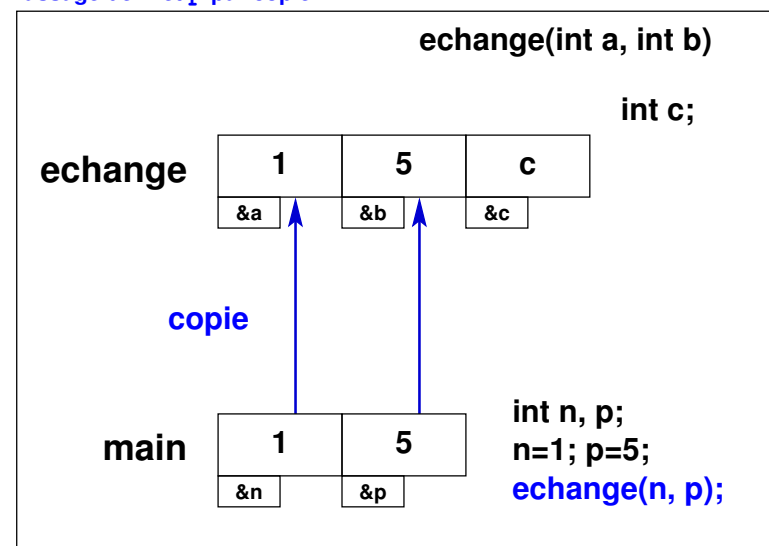 echange(int a, int b)
int c;
echange 1 5 c
&a &b &c
copie
main 1 5
&n &p
int n, p;
n=1; p=5;
echange(n, p);